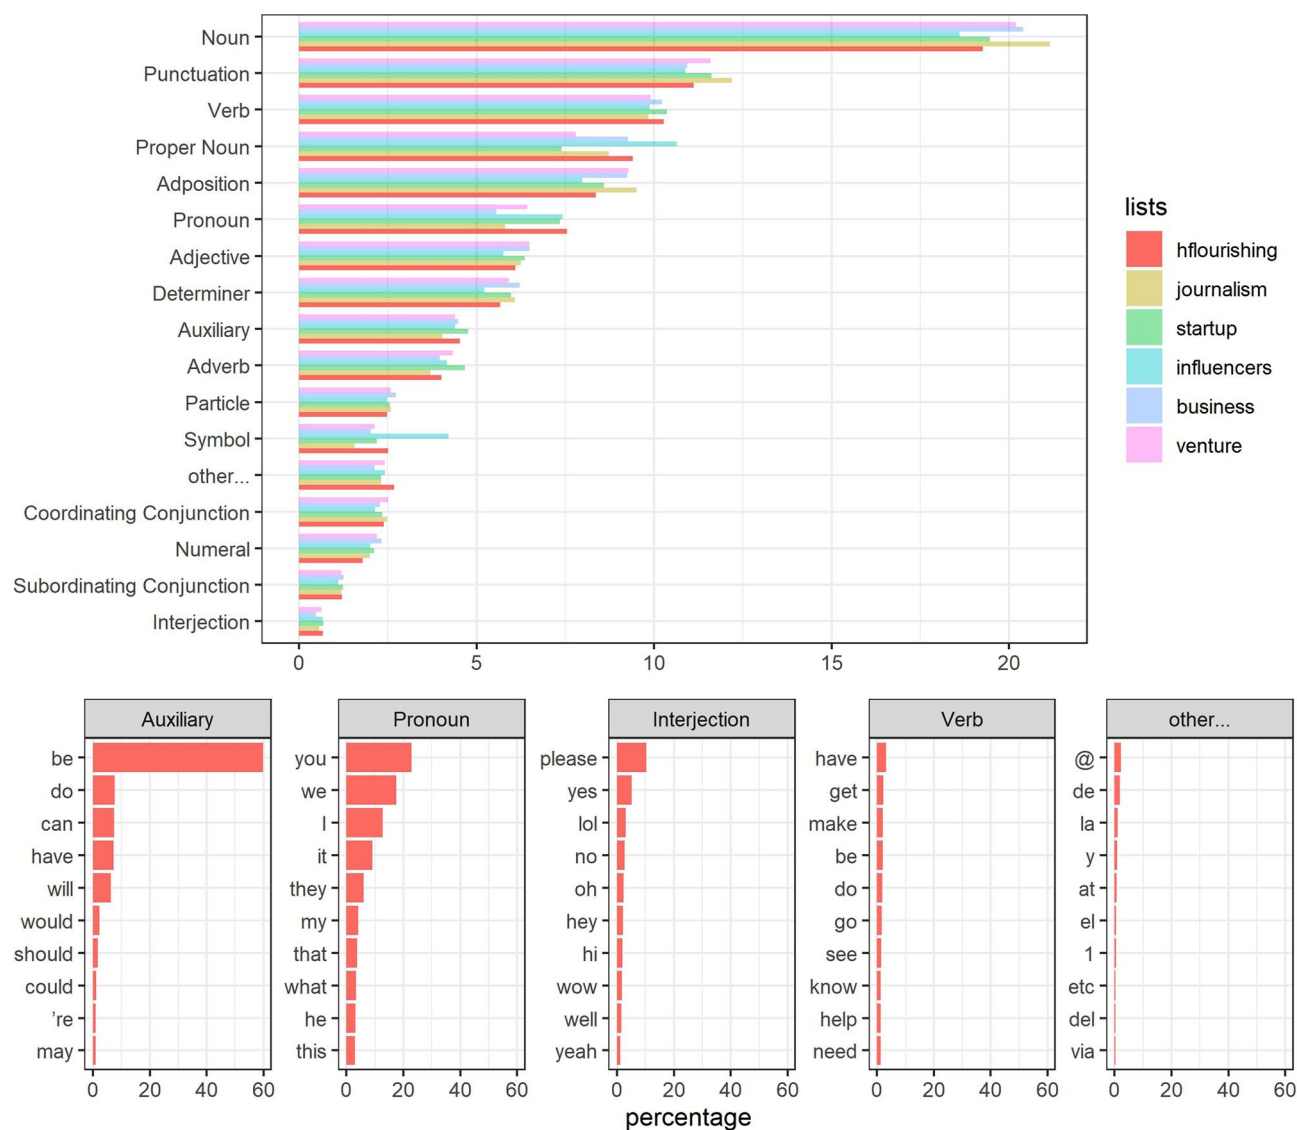 Noun
Punctuation
Verb
Proper Noun
Adposition
Pronoun
Adjective
Determiner
Auxiliary
Adverb
Particle
Symbol
other...
Coordinating Conjunction
Numeral
Subordinating Conjunction
Interjection
0 5 10 15 20
lists
hflourishing
journalism
startup
influencers
business
venture
Auxiliary
be
do
can
have
will
would
should
could
're
may
0 20 40 60
Pronoun
you
we
I
it
they
my
that
what
he
this
0 20 40 60
Interjection
please
yes
lol
no
oh
hey
hi
wow
well
yeah
0 20 40 60
Verb
have
get
make
be
do
go
see
know
help
need
0 20 40 60
other...
@
de
la
y
at
el
1
etc
del
via
0 20 40 60
percentage